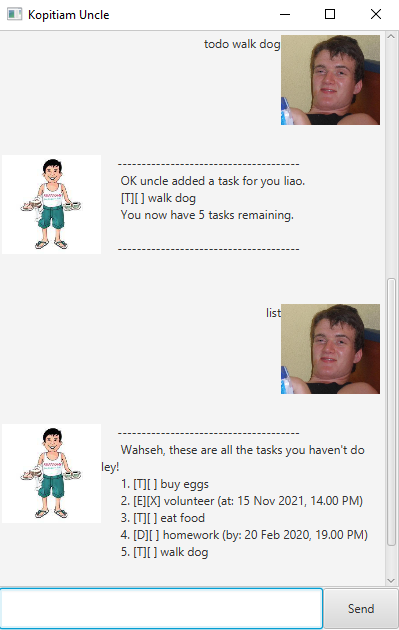 Kopitiam Uncle
todo walk dog
--------------------------------------
OK uncle added a task for you liao.
[T][ ] walk dog
You now have 5 tasks remaining.
--------------------------------------
list
--------------------------------------
Wahseh, these are all the tasks you haven't do
ley!
1. [T][ ] buy eggs
2. [E][X] volunteer (at: 15 Nov 2021, 14.00 PM)
3. [T][ ] eat food
4. [D][ ] homework (by: 20 Feb 2020, 19.00 PM)
5. [T][ ] walk dog
Send